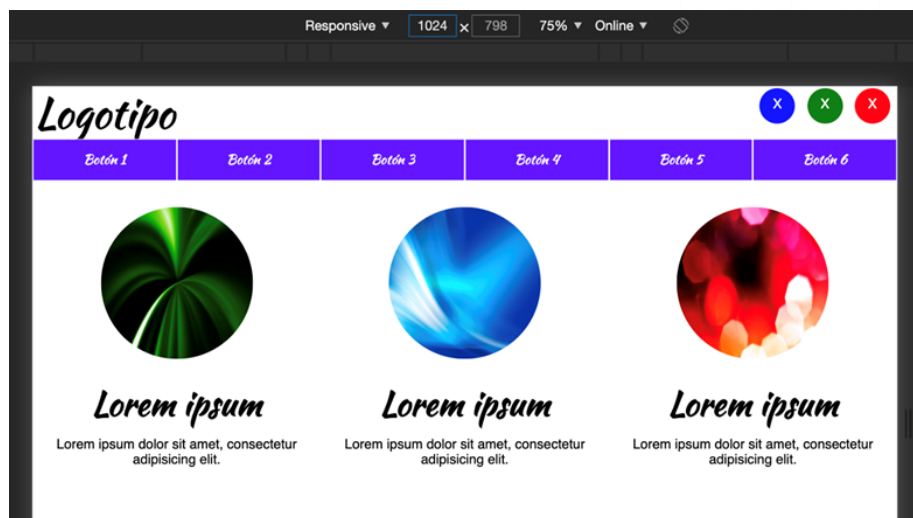 Responsive ▼ 1024 × 798 75% ▼ Online ▼
Logotipo
X X X
Botón 1 Botón 2 Botón 3 Botón 4 Botón 5 Botón 6
Lorem ipsum Lorem ipsum Lorem ipsum
Lorem ipsum dolor sit amet, consectetur Lorem ipsum dolor sit amet, consectetur Lorem ipsum dolor sit amet, consectetur
adipisicing elit. adipisicing elit. adipisicing elit.